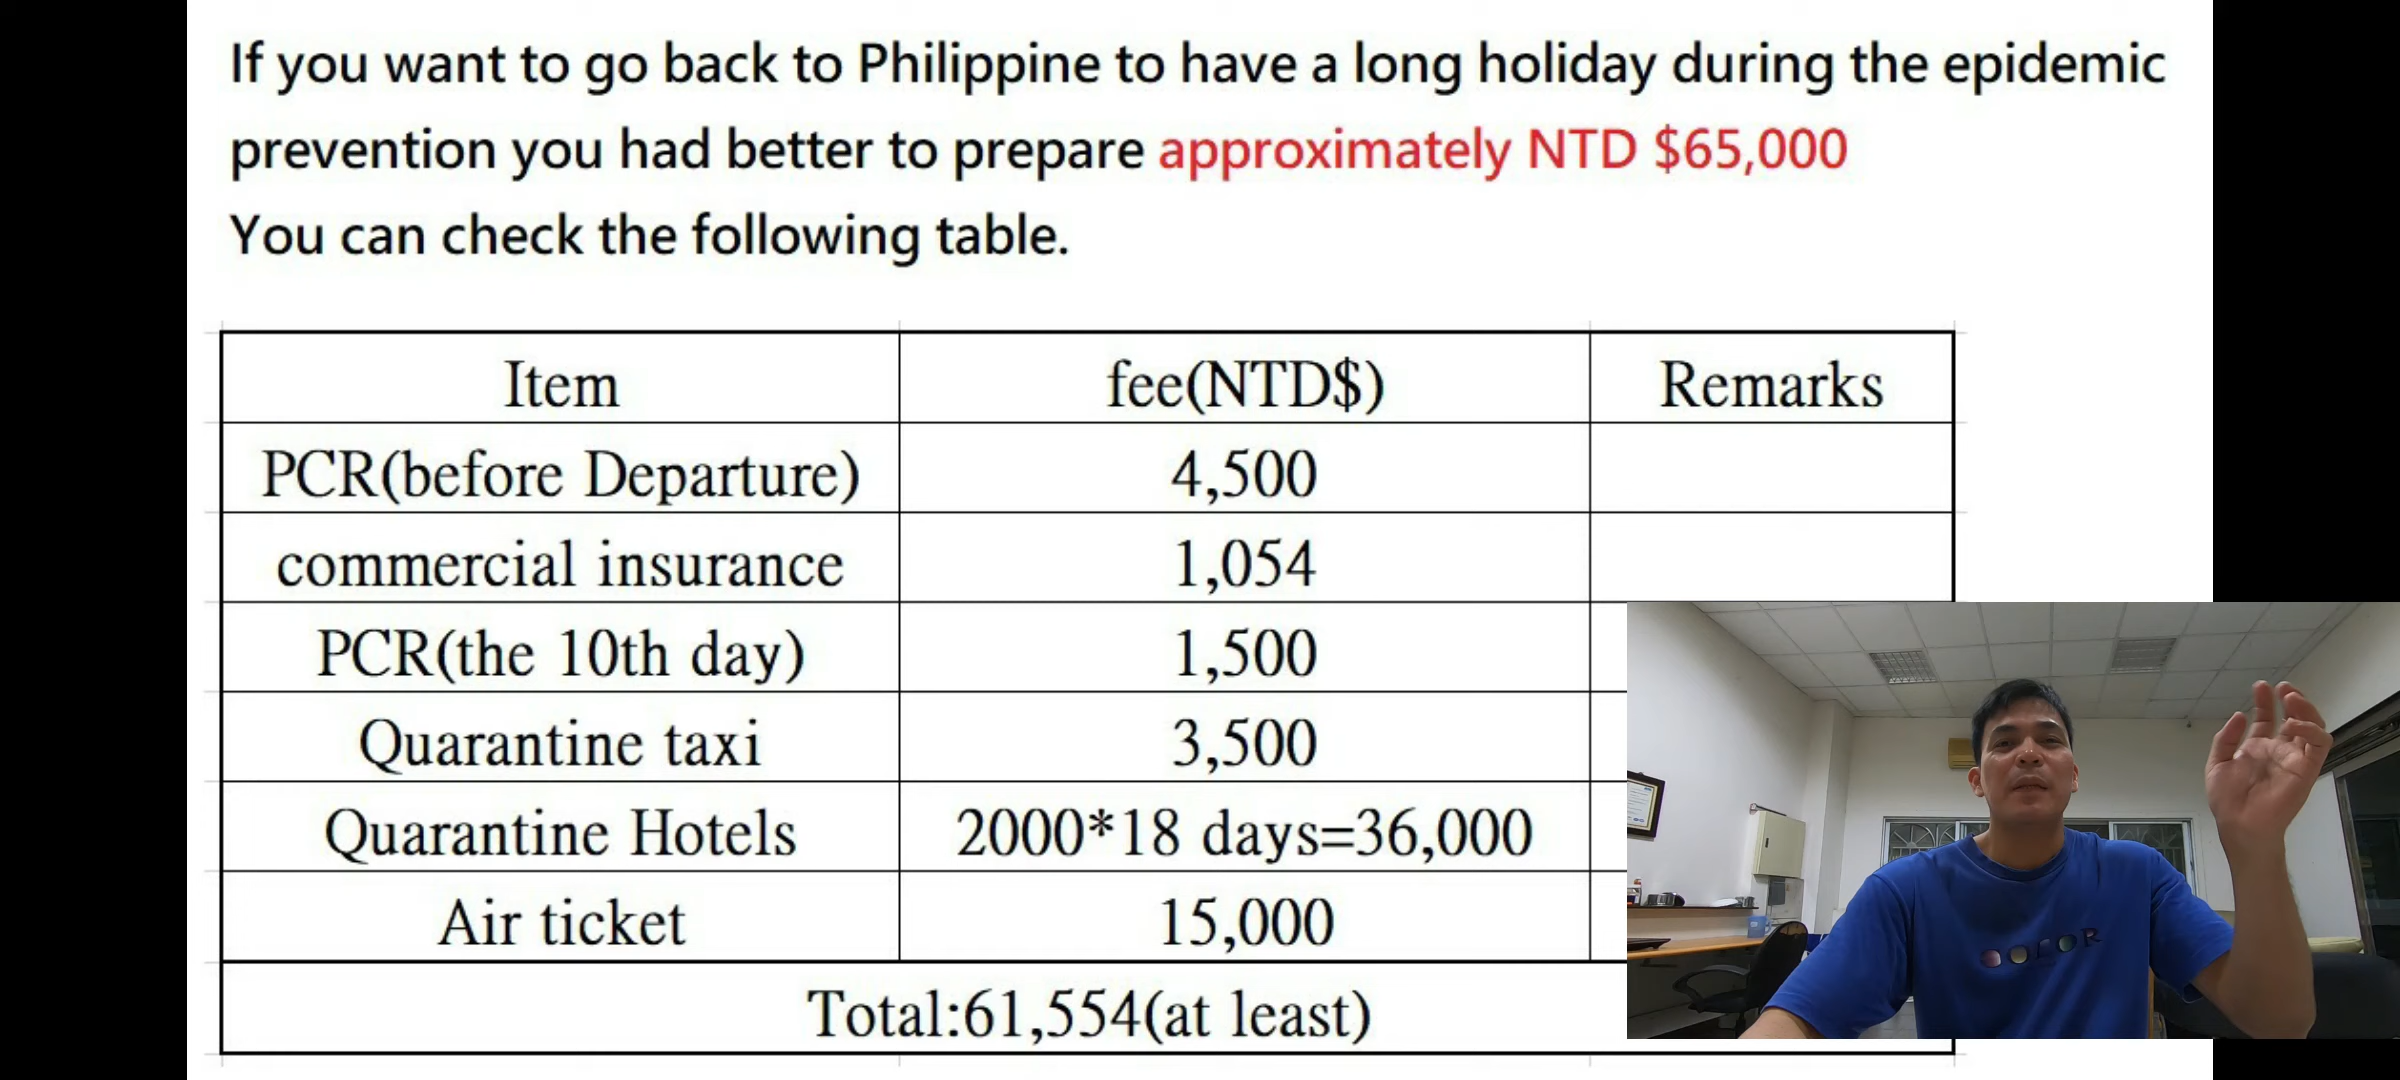 If you want to go back to Philippine to have a long holiday during the epidemic
prevention you had better to prepare approximately NTD $65,000
You can check the following table.
Item fee(NTD$) Remarks
PCR(before Departure) 4,500
commercial insurance 1,054
PCR(the 10th day) 1,500
Quarantine taxi 3,500
Quarantine Hotels 2000*18 days=36,000
Air ticket 15,000
Total:61,554(at least)
COLOR